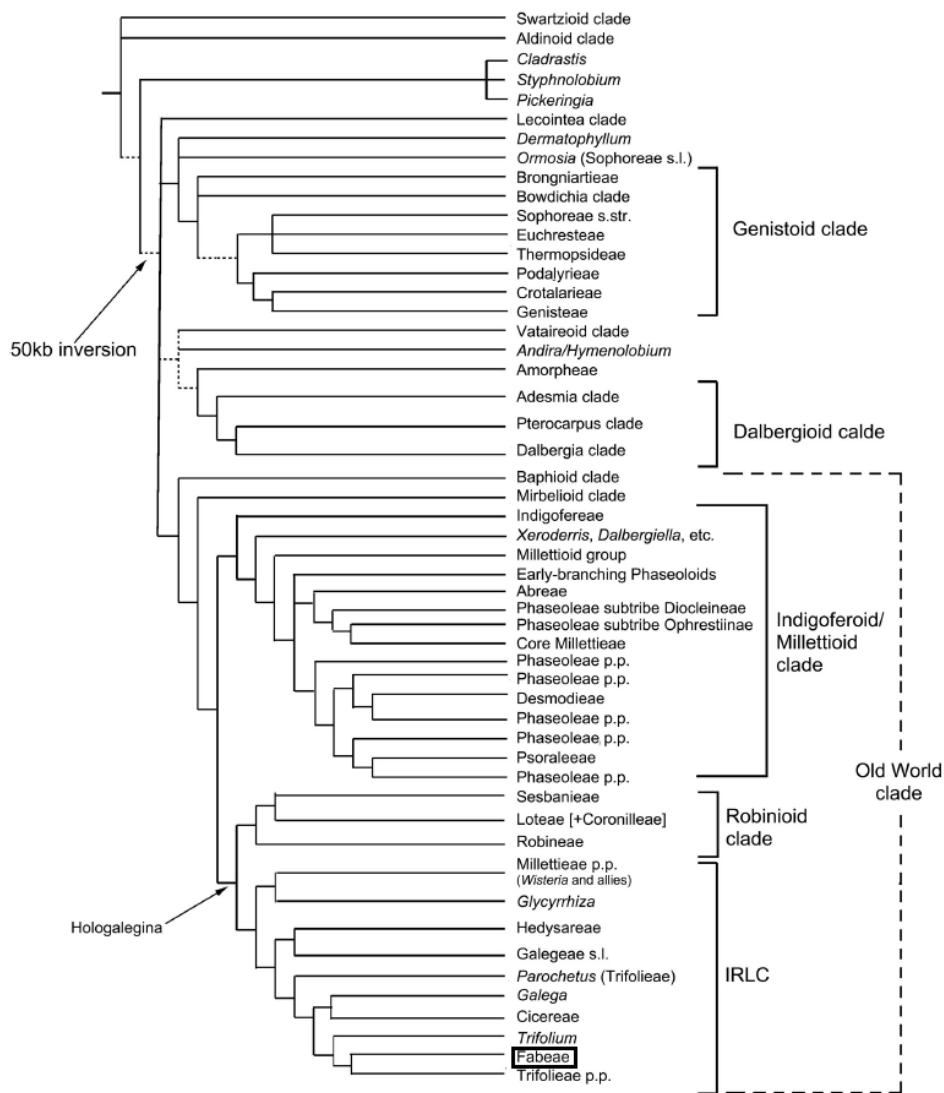 Swartzioid clade
Aldinoid clade
Cladrastis
Styphnolobium
Pickeringia
Lecointea clade
Dermatophyllum
Ormosia (Sophoreae s.l.)
Brongniartieae
Bowdichia clade
Sophoreae s.str.
Euchresteae
Thermopsideae
Podalyrieae
Crotalarieae
Genisteae
Genistoid clade
50kb inversion
Vataireoid clade
Andira/Hymenolobium
Amorpheae
Adesmia clade
Pterocarpus clade
Dalbergia clade
Dalbergioid calde
Baphioid clade
Mirbelioid clade
Indigofereae
Xeroderris, Dalbergiella, etc.
Millettioid group
Early-branching Phaseoloids
Abreae
Phaseoleae subtribe Diocleineae
Phaseoleae subtribe Ophrestiinae
Core Millettieae
Phaseoleae p.p.
Phaseoleae p.p.
Desmodieae
Phaseoleae p.p.
Phaseoleae p.p.
Psoraleeae
Phaseoleae p.p.
Indigoferoid/
Millettioid
clade
Old World
clade
Sesbanieae
Loteae [+Coronilleae]
Robineae
Robinioid
clade
Millettieae p.p.
(Wisteria and allies)
Glycyrrhiza
Hologalegina
Hedysareae
Galegeae s.l.
Parochetus (Trifolieae)
Galega
Cicereae
Trifolium
Fabeae
Trifolieae p.p.
IRLC